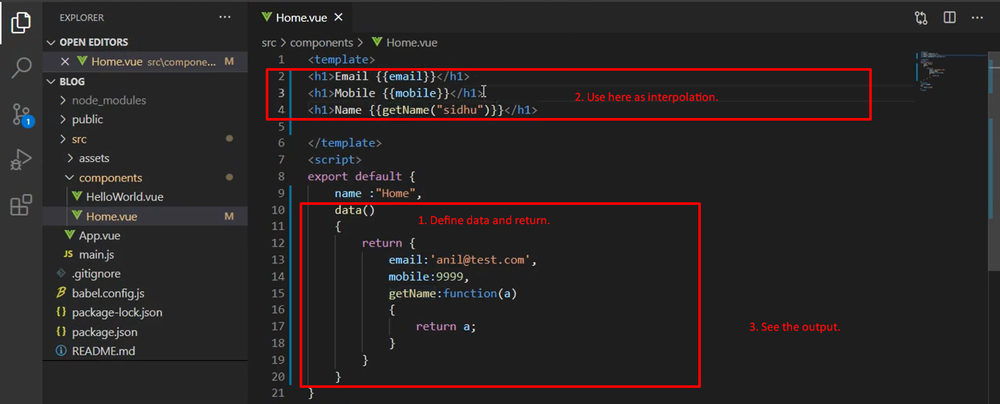 EXPLORER
···
OPEN EDITORS
Home.vue src\compone... M
BLOG
node_modules
public
src
assets
components
HelloWorld.vue
Home.vue M
App.vue
JS main.js
.gitignore
babel.config.js
{} package-lock.json
{} package.json
README.md
1
Home.vue
···
src > components > Home.vue
1 <template>
2 <h1>Email {{email}}</h1>
3 <h1>Mobile {{mobile}}</h1>
4 <h1>Name {{getName("sidhu")}}</h1>
5
6 </template>
7 <script>
8 export default {
9 name :"Home",
10 data()
11 {
12 return {
13 email:'anil@test.com',
14 mobile:9999,
15 getName:function(a)
16 {
17 return a;
18 }
19 }
20 }
21 }
2. Use here as interpolation.
1. Define data and return.
3. See the output.